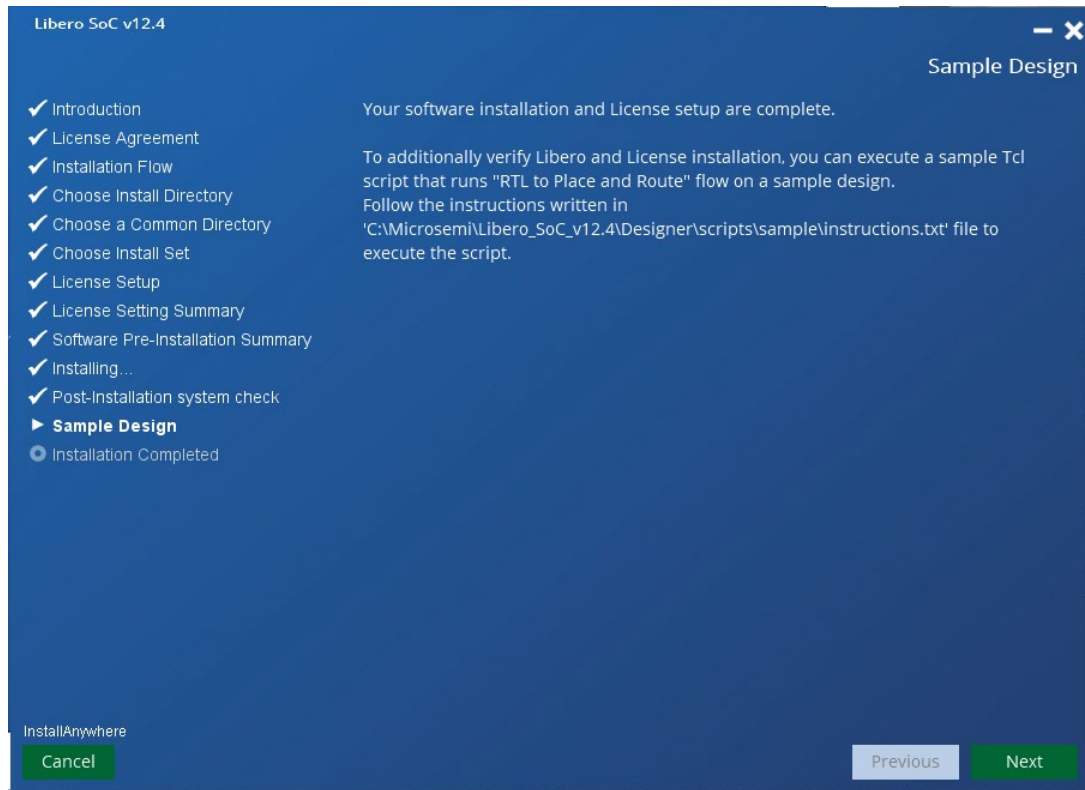 Libero SoC v12.4
Sample Design
Introduction
License Agreement
Installation Flow
Choose Install Directory
Choose a Common Directory
Choose Install Set
License Setup
License Setting Summary
Software Pre-Installation Summary
Installing...
Post-Installation system check
Sample Design
Installation Completed
Your software installation and License setup are complete.
To additionally verify Libero and License installation, you can execute a sample Tcl
script that runs "RTL to Place and Route" flow on a sample design.
Follow the instructions written in
'C:\Microsemi\Libero_SoC_v12.4\Designer\scripts\sample\instructions.txt' file to
execute the script.
InstallAnywhere
Cancel
Previous
Next